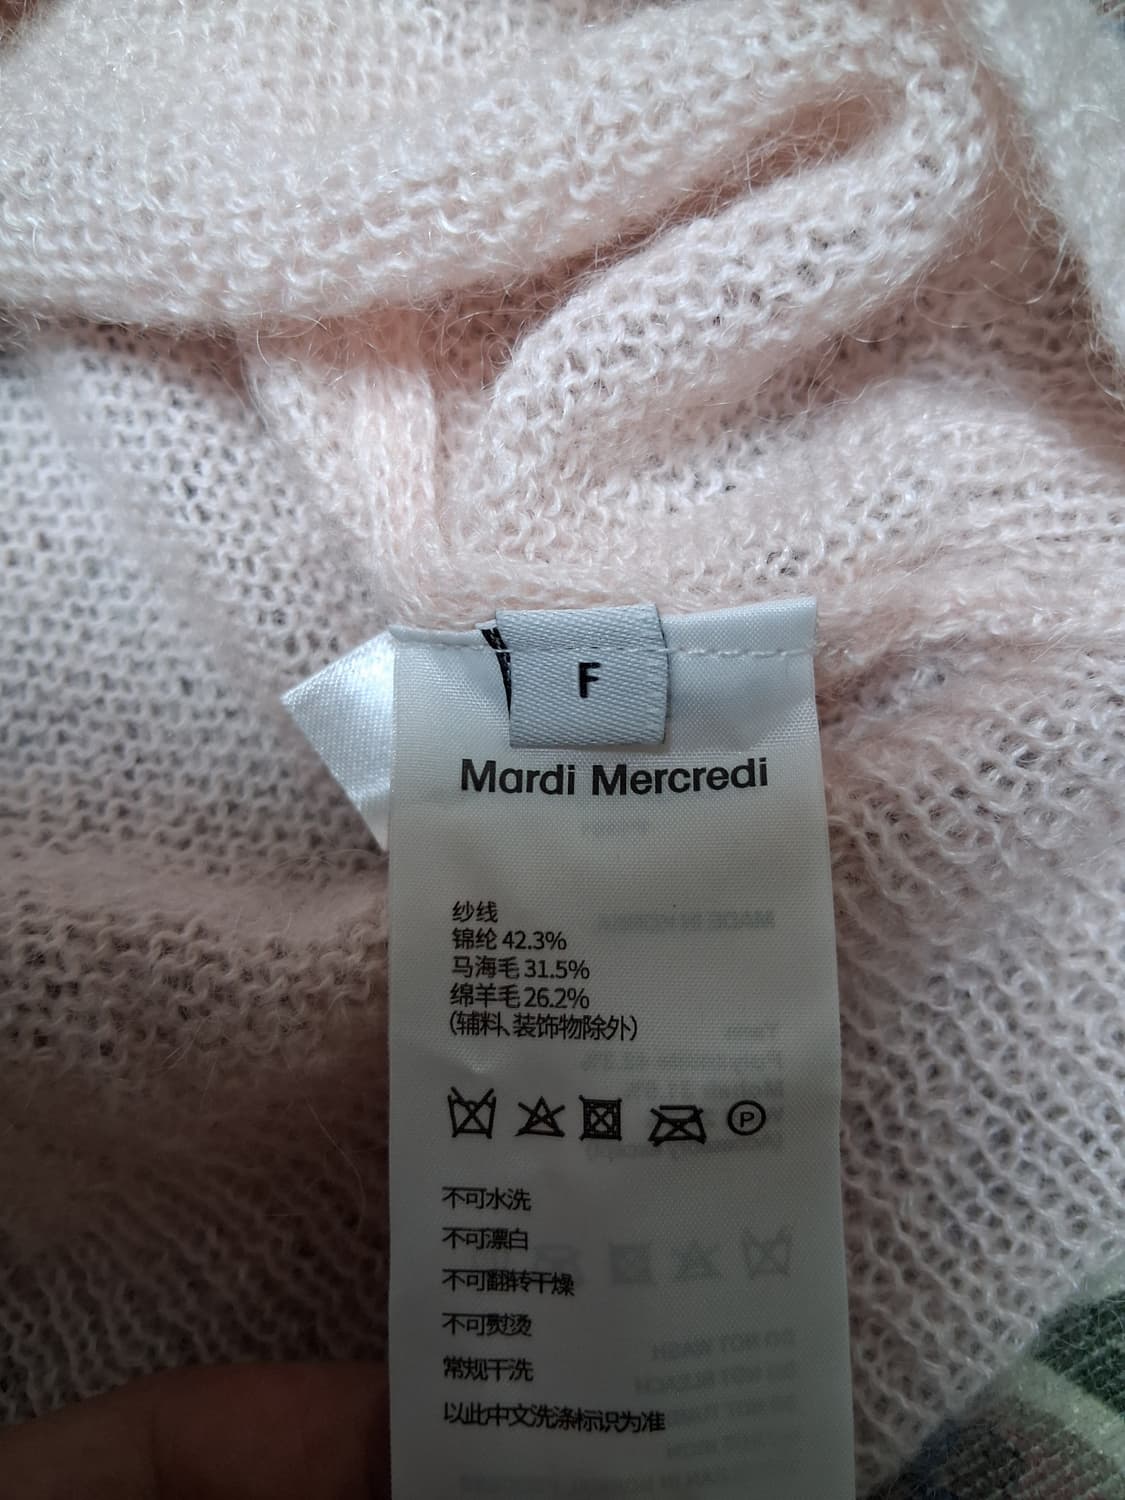 F
Mardi Mercredi
纱线
锦纶 42.3%
马海毛 31.5%
绵羊毛 26.2%
(辅料、装饰物除外)
P
不可水洗
不可漂白
不可翻转干燥
不可熨烫
常规干洗
以此中文洗涤标识为准